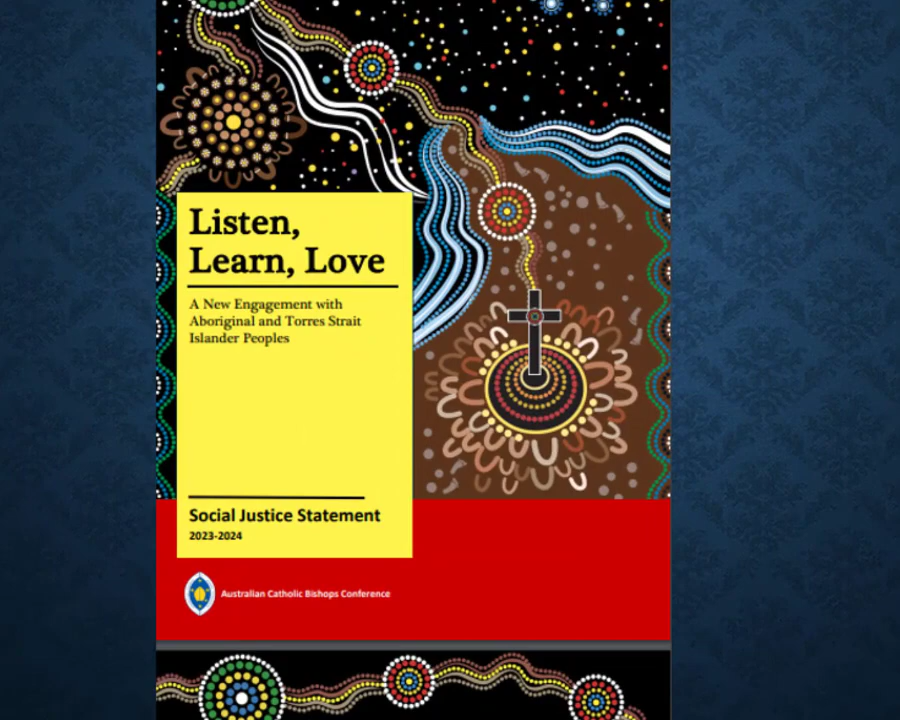 Listen,
Learn, Love
A New Engagement with
Aboriginal and Torres Strait
Islander Peoples
Social Justice Statement
2023-2024
Australian Catholic Bishops Conference